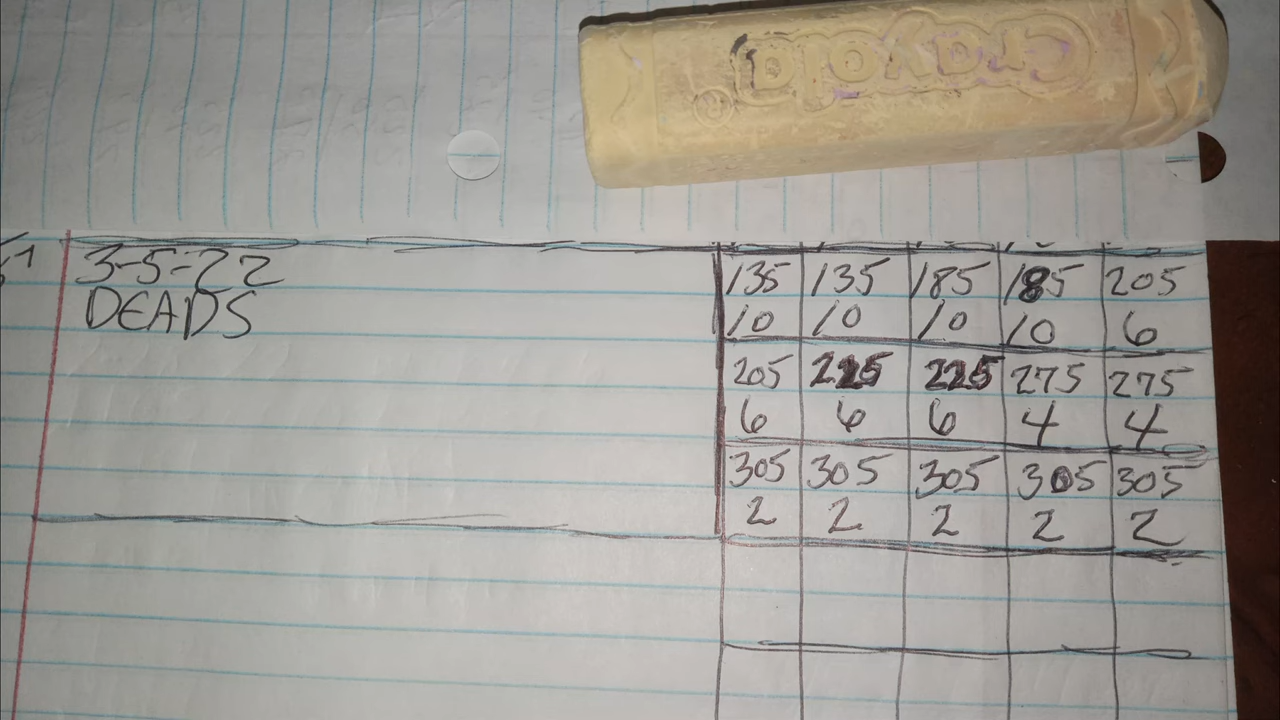 Crayola®
3-5-22
DEADS
135 135 185 185 205
10 10 10 10 6
205 225 225 275 275
6 6 6 4 4
305 305 305 305 305
2 2 2 2 2